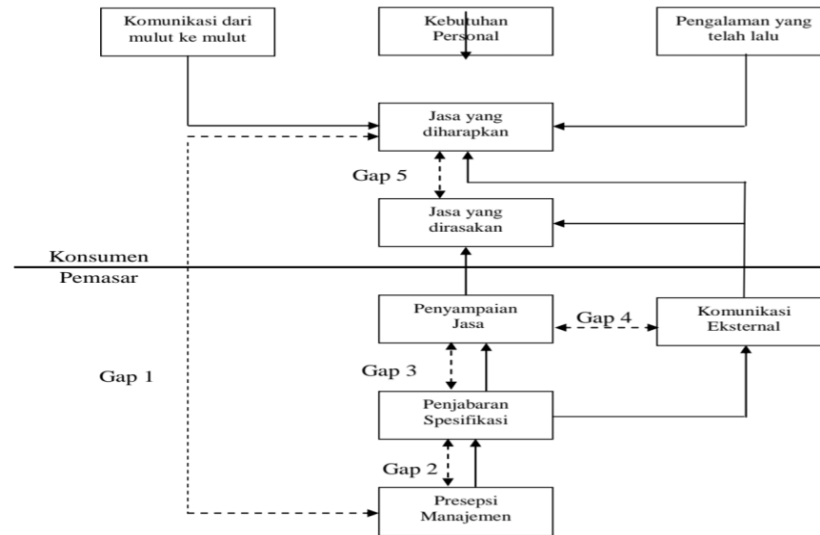 Komunikasi dari
mulut ke mulut
Kebutuhan
Personal
Pengalaman yang
telah lalu
Jasa yang
diharapkan
Gap 5
Jasa yang
dirasakan
Konsumen
Pemasar
Penyampaian
Jasa
Gap 4
Komunikasi
Eksternal
Gap 1
Gap 3
Penjabaran
Spesifikasi
Gap 2
Presepsi
Manajemen